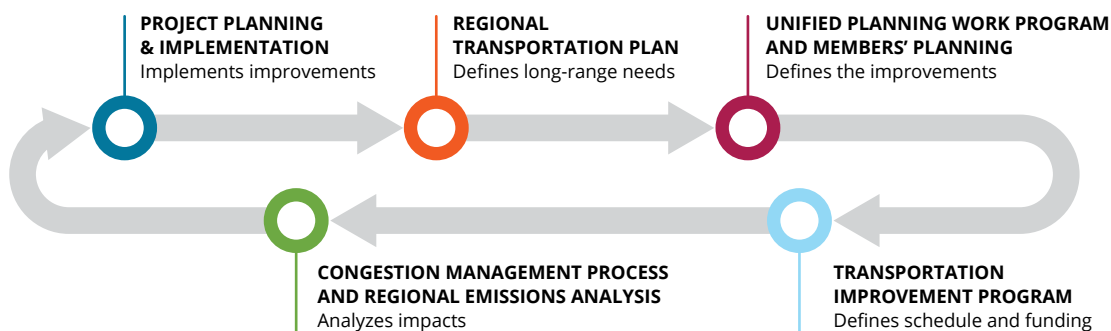 PROJECT PLANNING
& IMPLEMENTATION
Implements improvements
REGIONAL
TRANSPORTATION PLAN
Defines long-range needs
UNIFIED PLANNING WORK PROGRAM
AND MEMBERS’ PLANNING
Defines the improvements
CONGESTION MANAGEMENT PROCESS
AND REGIONAL EMISSIONS ANALYSIS
Analyzes impacts
TRANSPORTATION
IMPROVEMENT PROGRAM
Defines schedule and funding